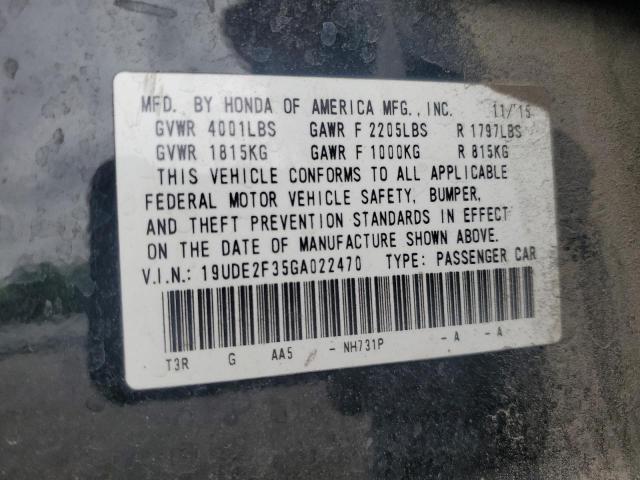 MFD. BY HONDA OF AMERICA MFG., INC. 11/'15
GVWR 4001LBS GAWR F 2205LBS R 1797LBS
GVWR 1815KG GAWR F 1000KG R 815KG
THIS VEHICLE CONFORMS TO ALL APPLICABLE
FEDERAL MOTOR VEHICLE SAFETY, BUMPER,
AND THEFT PREVENTION STANDARDS IN EFFECT
ON THE DATE OF MANUFACTURE SHOWN ABOVE.
V.I.N.: 19UDE2F35GA022470 TYPE: PASSENGER CAR
T3R G AA5 - NH731P - A - A